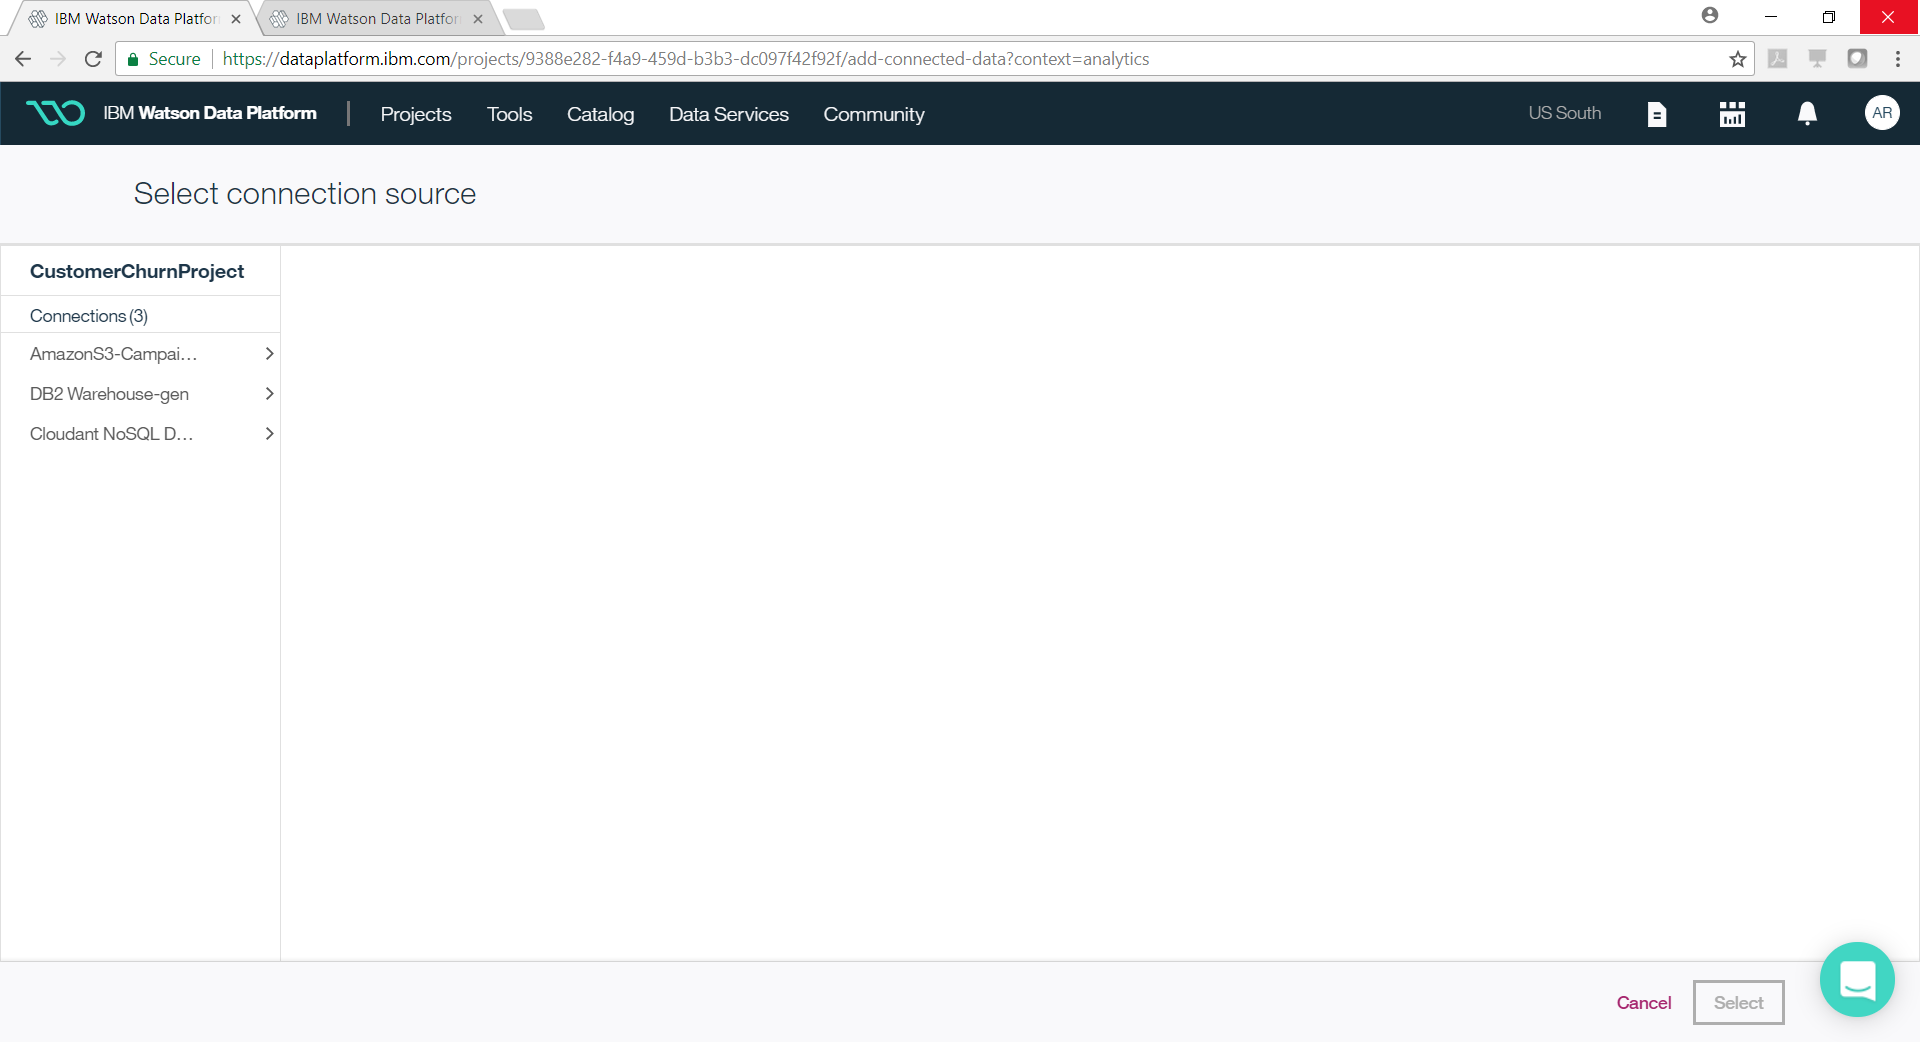 IBM Watson Data Platfor
IBM Watson Data Platfor
Secure
https://dataplatform.ibm.com/projects/9388e282-f4a9-459d-b3b3-dc097f42f92f/add-connected-data?context=analytics
IBM Watson Data Platform
Projects
Tools
Catalog
Data Services
Community
US South
AR
Select connection source
CustomerChurnProject
Connections (3)
AmazonS3-Campai...
DB2 Warehouse-gen
Cloudant NoSQL D...
Cancel
Select